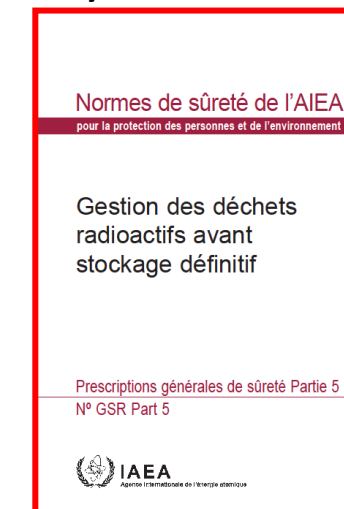 Normes de sûreté de l'AIEA
pour la protection des personnes et de l'environnement
Gestion des déchets
radioactifs avant
stockage définitif
Prescriptions générales de sûreté Partie 5
Nº GSR Part 5
IAEA
Agence internationale de l'énergie atomique